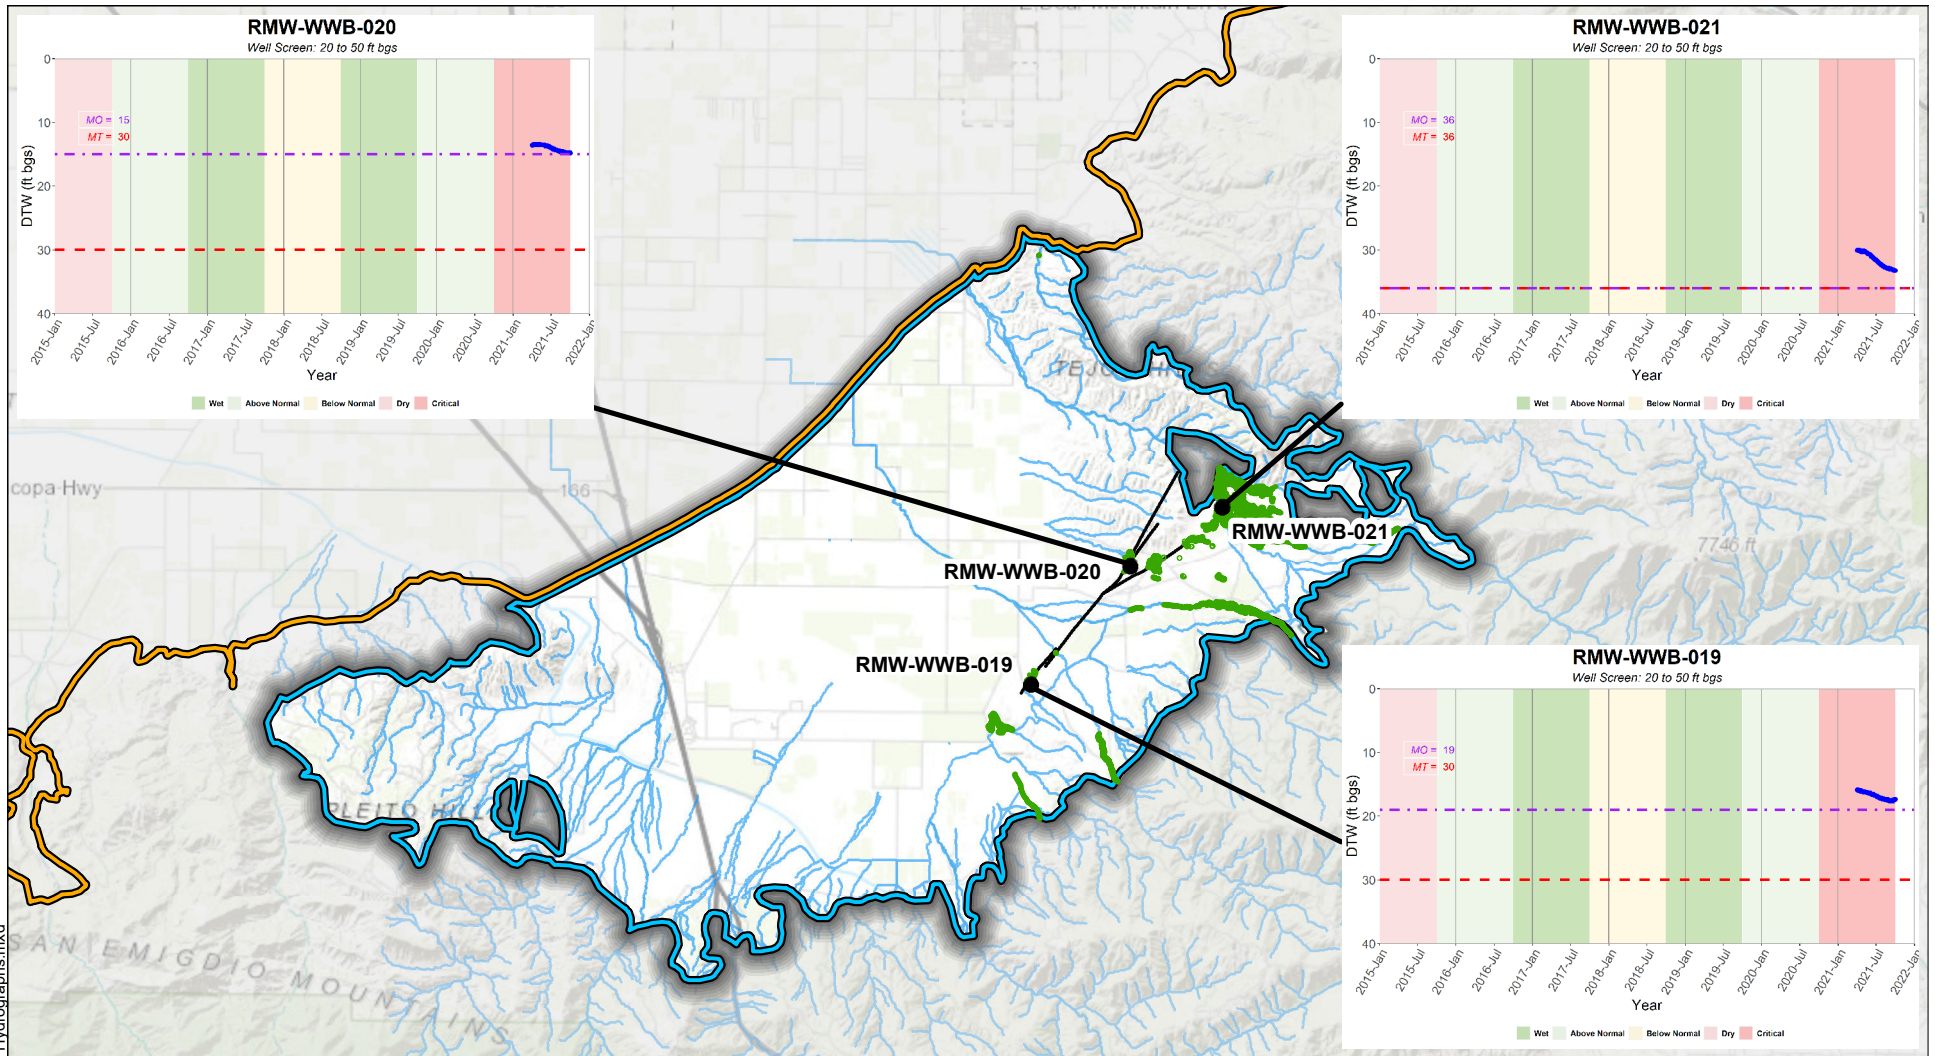 RMW-WWB-020
Well Screen: 20 to 50 ft bgs
DTW (ft bgs)
0
10
20
30
40
MO = 15
MT = 30
2015-Jan
2015-Jul
2016-Jan
2016-Jul
2017-Jan
2017-Jul
2018-Jan
2018-Jul
2019-Jan
2019-Jul
2020-Jan
2020-Jul
2021-Jan
2021-Jul
2022-Jan
Year
Wet Above Normal Below Normal Dry Critical
RMW-WWB-021
Well Screen: 20 to 50 ft bgs
DTW (ft bgs)
0
10
20
30
40
MO = 36
MT = 36
2015-Jan
2015-Jul
2016-Jan
2016-Jul
2017-Jan
2017-Jul
2018-Jan
2018-Jul
2019-Jan
2019-Jul
2020-Jan
2020-Jul
2021-Jan
2021-Jul
2022-Jan
Year
Wet Above Normal Below Normal Dry Critical
copa Hwy
166
RMW-WWB-021
RMW-WWB-020
7746 ft
RMW-WWB-019
SAN EMIGDIO MOUNTAINS
RMW-WWB-019
Well Screen: 20 to 50 ft bgs
DTW (ft bgs)
0
10
20
30
40
MO = 19
MT = 30
2015-Jan
2015-Jul
2016-Jan
2016-Jul
2017-Jan
2017-Jul
2018-Jan
2018-Jul
2019-Jan
2019-Jul
2020-Jan
2020-Jul
2021-Jan
2021-Jul
2022-Jan
Year
Wet Above Normal Below Normal Dry Critical